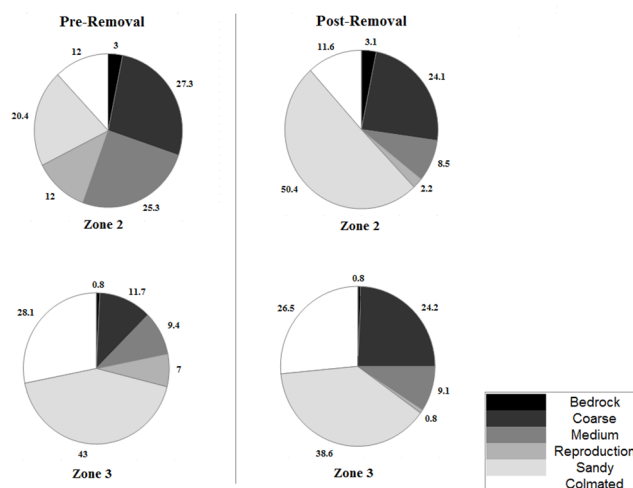 Pre-Removal
Post-Removal
12
3
27.3
20.4
12
25.3
Zone 2
11.6
3.1
24.1
8.5
2.2
50.4
Zone 2
0.8
11.7
28.1
9.4
7
43
Zone 3
0.8
26.5
24.2
9.1
0.8
38.6
Zone 3
Bedrock
Coarse
Medium
Reproduction
Sandy
Colmated